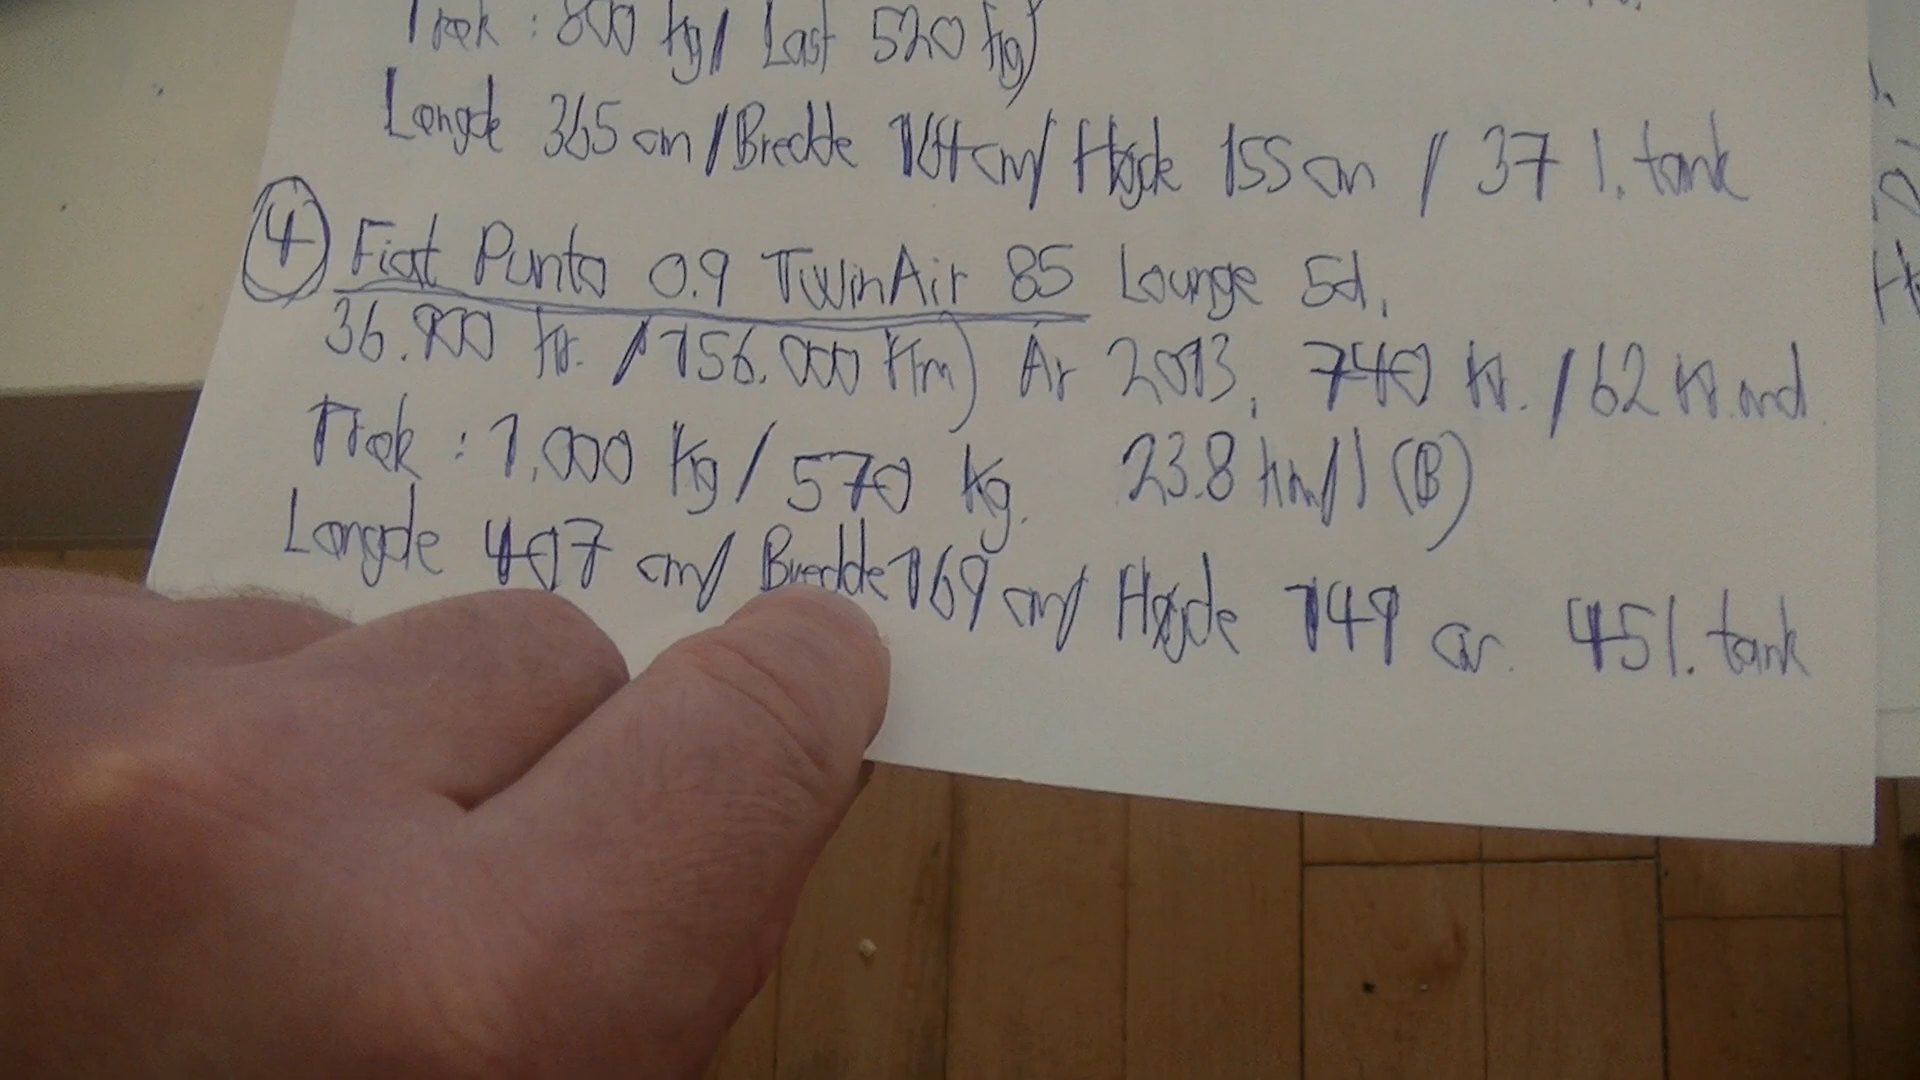 Træk : 800 kg / Last 520 kg)
Længde 365 cm / Bredde 164 cm / Højde 155 cm / 37 l. tank
4 Fiat Punto 0.9 TwinAir 85 Lounge 5d,
36.900 kr. / 156.000 Km) År 2013, 740 kr. / 62 kr. md.
Træk : 1.000 Kg / 570 kg. 23.8 km/l (B)
Længde 407 cm / Bredde 169 cm / Højde 149 cm. 45 l. tank